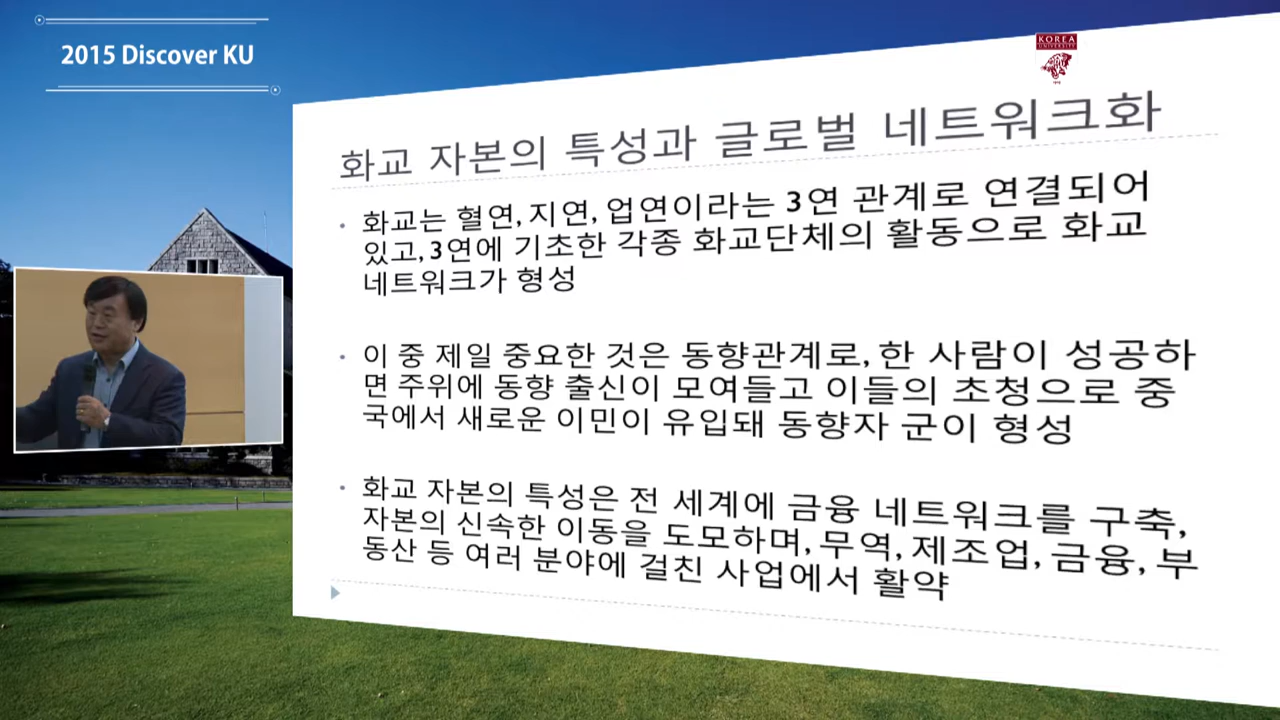 2015 Discover KU
KOREA
UNIVERSITY
화교 자본의 특성과 글로벌 네트워크화
• 화교는 혈연, 지연, 업연이라는 3연 관계로 연결되어
있고, 3연에 기초한 각종 화교단체의 활동으로 화교
네트워크가 형성
• 이 중 제일 중요한 것은 동향관계로, 한 사람이 성공하
면 주위에 동향 출신이 모여들고 이들의 초청으로 중
국에서 새로운 이민이 유입돼 동향자 군이 형성
• 화교 자본의 특성은 전 세계에 금융 네트워크를 구축,
자본의 신속한 이동을 도모하며, 무역, 제조업, 금융, 부
동산 등 여러 분야에 걸친 사업에서 활약